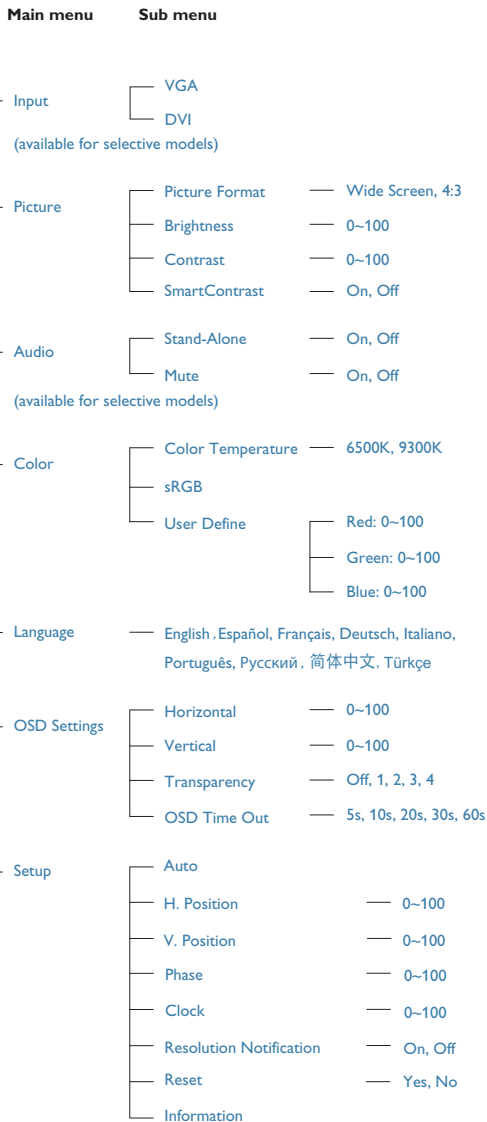 Main menu Sub menu
VGA
Input
DVI
(available for selective models)
Picture Format Wide Screen, 4:3
Picture
Brightness 0~100
Contrast 0~100
SmartContrast On, Off
Stand-Alone On, Off
Audio
Mute On, Off
(available for selective models)
Color Temperature 6500K, 9300K
Color
sRGB
User Define Red: 0~100
Green: 0~100
Blue: 0~100
Language English, Español, Français, Deutsch, Italiano,
Português, Русский, 简体中文, Türkçe
Horizontal 0~100
OSD Settings
Vertical 0~100
Transparency Off, 1, 2, 3, 4
OSD Time Out 5s, 10s, 20s, 30s, 60s
Auto
Setup
H. Position 0~100
V. Position 0~100
Phase 0~100
Clock 0~100
Resolution Notification On, Off
Reset Yes, No
Information